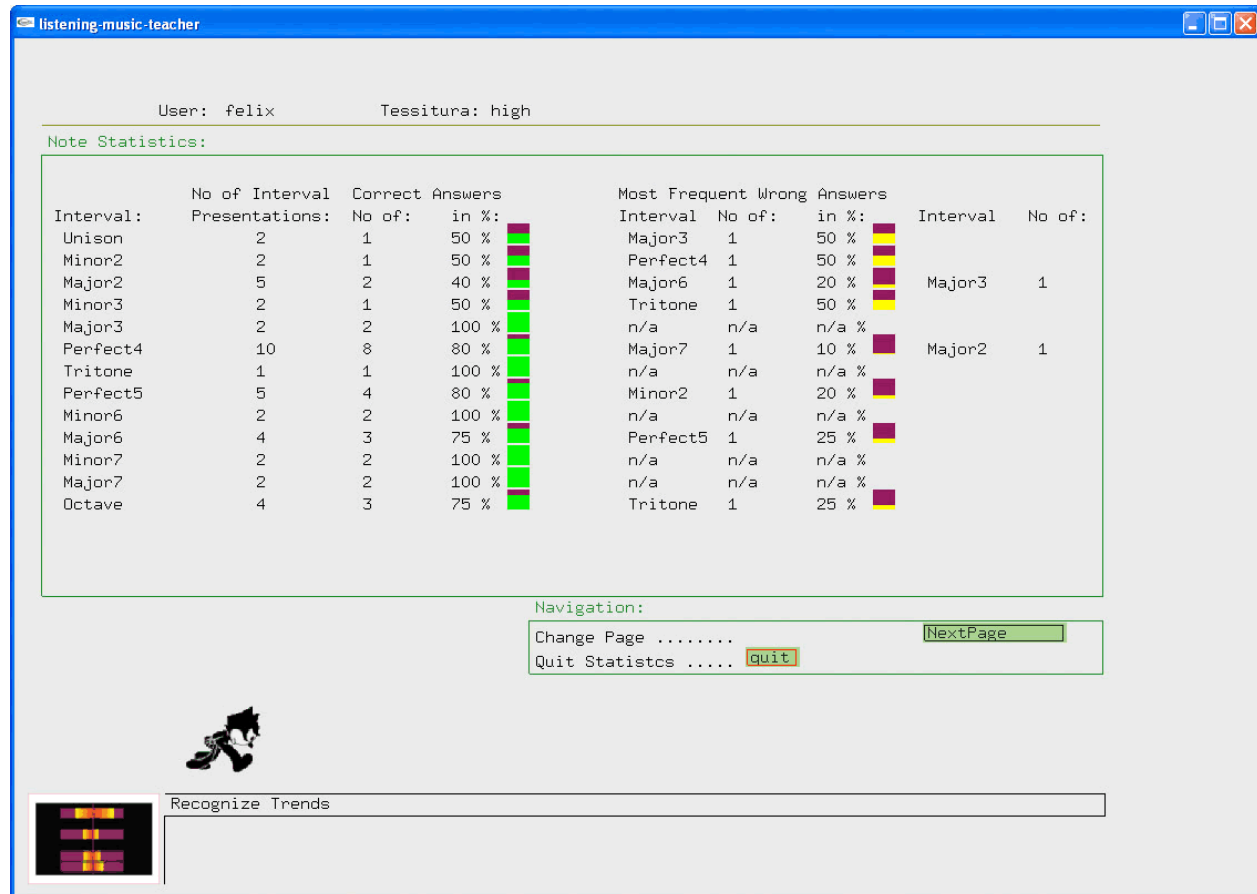 listening-music-teacher
User: felix Tessitura: high
Note Statistics:
No of Interval Correct Answers Most Frequent Wrong Answers
Interval: Presentations: No of: in %: Interval No of: in %: Interval No of:
Unison 2 1 50 % Major3 1 50 %
Minor2 2 1 50 % Perfect4 1 50 %
Major2 5 2 40 % Major6 1 20 % Major3 1
Minor3 2 1 50 % Tritone 1 50 %
Major3 2 2 100 % n/a n/a n/a %
Perfect4 10 8 80 % Major7 1 10 % Major2 1
Tritone 1 1 100 % n/a n/a n/a %
Perfect5 5 4 80 % Minor2 1 20 %
Minor6 2 2 100 % n/a n/a n/a %
Major6 4 3 75 % Perfect5 1 25 %
Minor7 2 2 100 % n/a n/a n/a %
Major7 2 2 100 % n/a n/a n/a %
Octave 4 3 75 % Tritone 1 25 %
Navigation:
Change Page ........ NextPage
Quit Statistcs ..... quit
Recognize Trends